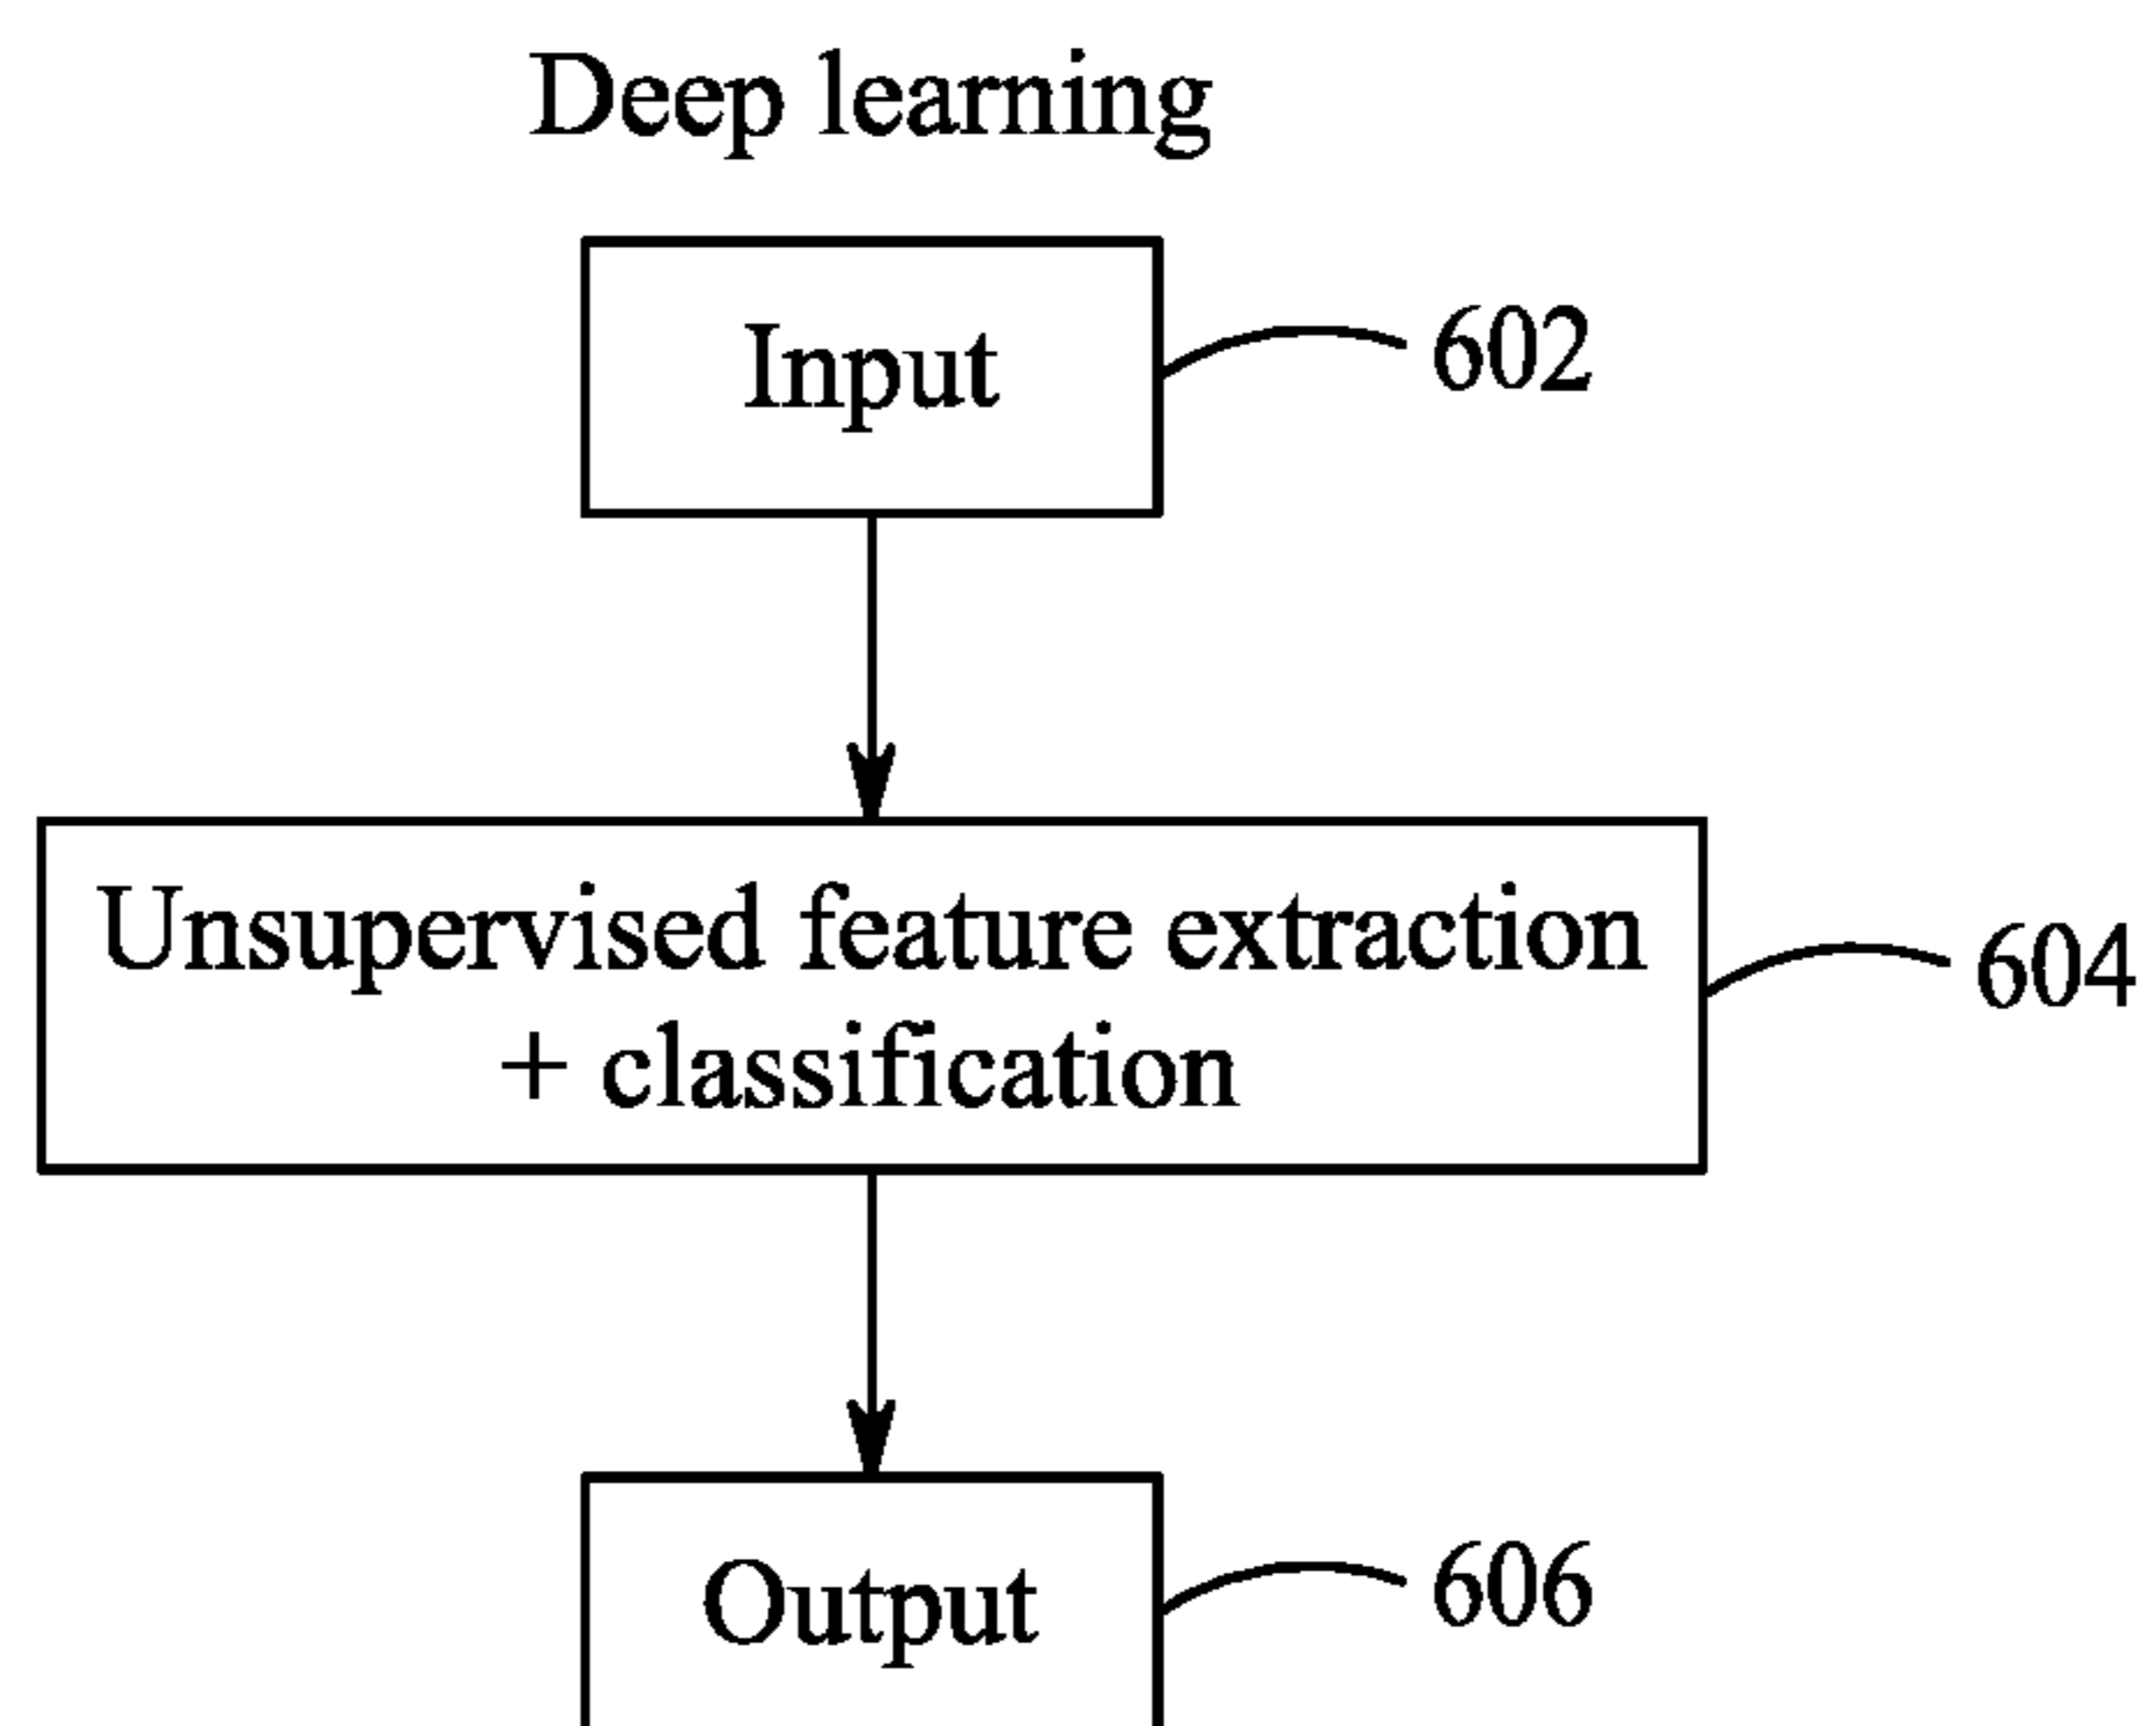 Deep learning
Input
602
Unsupervised feature extraction
+ classification
604
Output
606